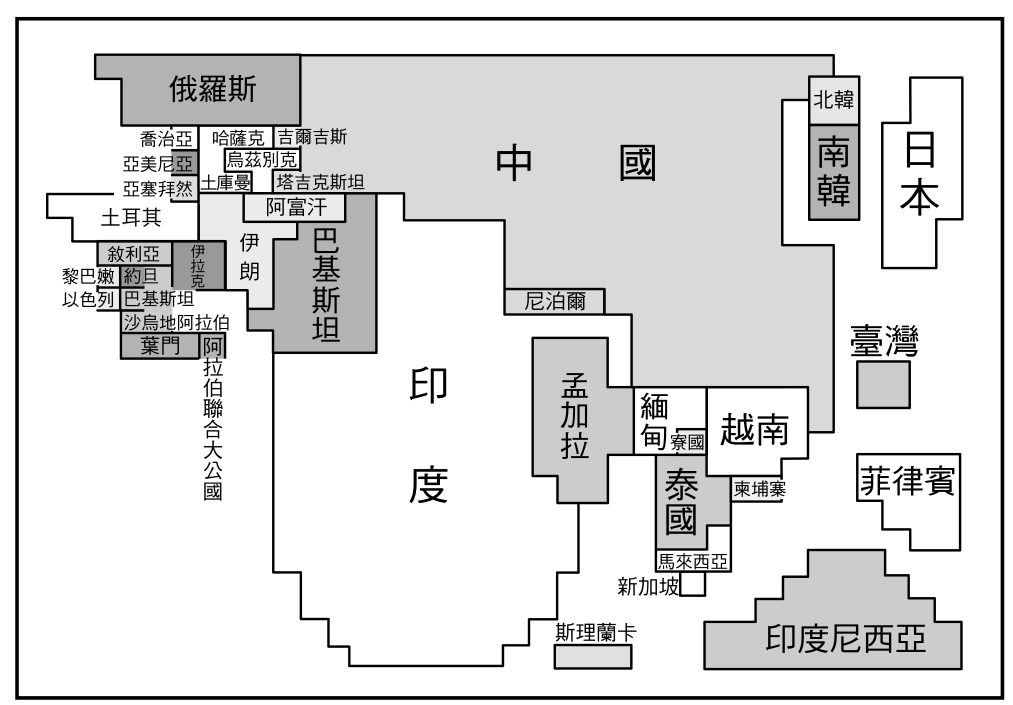 俄羅斯
中國
北韓
南韓
日本
喬治亞
哈薩克
吉爾吉斯
亞美尼亞
烏茲別克
亞塞拜然
土庫曼
塔吉克斯坦
土耳其
阿富汗
伊朗
巴基斯坦
敘利亞
伊拉克
黎巴嫩
約旦
以色列
巴基斯坦
沙烏地阿拉伯
葉門
阿拉伯聯合大公國
尼泊爾
印度
孟加拉
緬甸
寮國
越南
泰國
柬埔寨
馬來西亞
新加坡
斯理蘭卡
臺灣
菲律賓
印度尼西亞